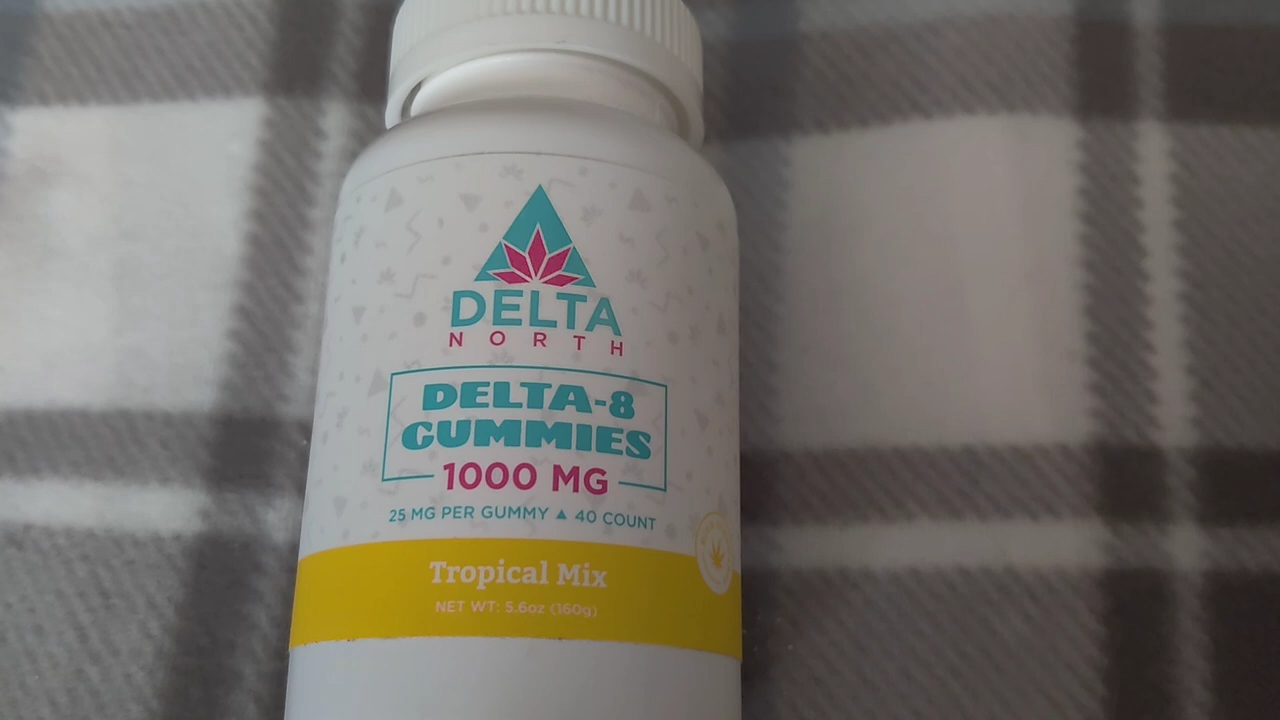 DELTA
NORTH
DELTA-8
GUMMIES
1000 MG
25 MG PER GUMMY ▲ 40 COUNT
Tropical Mix
NET WT: 5.6oz (160g)